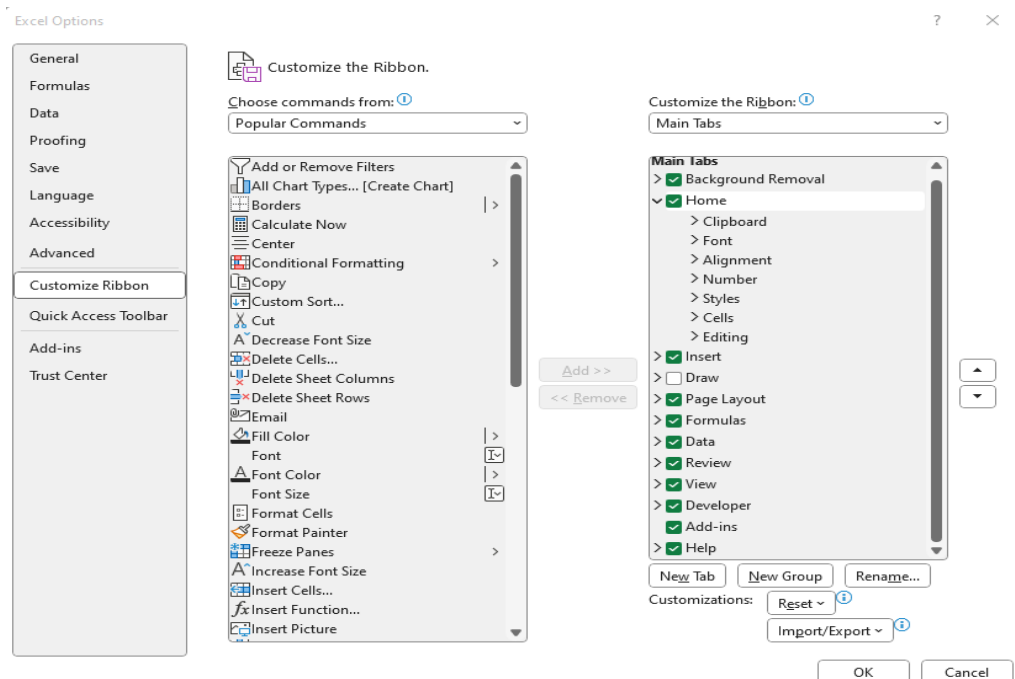 Excel Options
?
General
Formulas
Data
Proofing
Save
Language
Accessibility
Advanced
Customize Ribbon
Quick Access Toolbar
Add-ins
Trust Center
Customize the Ribbon.
Choose commands from:
Popular Commands
Add or Remove Filters
All Chart Types... [Create Chart]
Borders
Calculate Now
Center
Conditional Formatting
Copy
Custom Sort...
Cut
Decrease Font Size
Delete Cells...
Delete Sheet Columns
Delete Sheet Rows
Email
Fill Color
Font
Font Color
Font Size
Format Cells
Format Painter
Freeze Panes
Increase Font Size
Insert Cells...
Insert Function...
Insert Picture
Add >>
<< Remove
Customize the Ribbon:
Main Tabs
Main Tabs
Background Removal
Home
Clipboard
Font
Alignment
Number
Styles
Cells
Editing
Insert
Draw
Page Layout
Formulas
Data
Review
View
Developer
Add-ins
Help
New Tab
New Group
Rename...
Customizations:
Reset
Import/Export
OK
Cancel